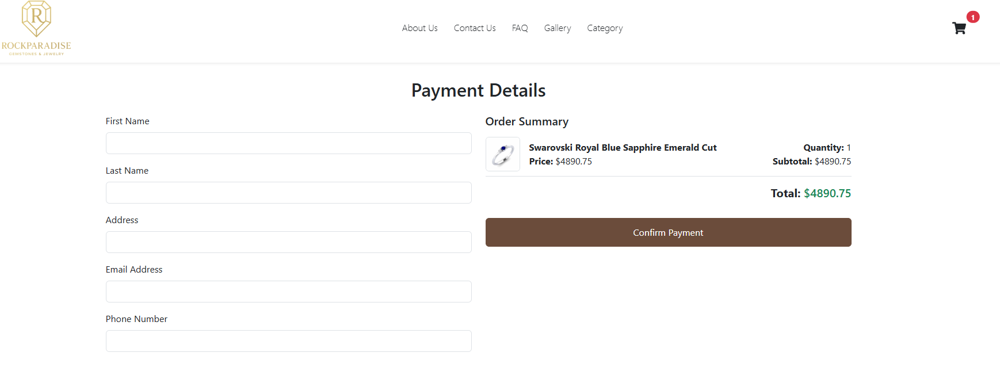 R
ROCKPARADISE
GEMSTONES & JEWELRY
About Us
Contact Us
FAQ
Gallery
Category
1
Payment Details
First Name
Last Name
Address
Email Address
Phone Number
Order Summary
Swarovski Royal Blue Sapphire Emerald Cut
Price: $4890.75
Quantity: 1
Subtotal: $4890.75
Total: $4890.75
Confirm Payment